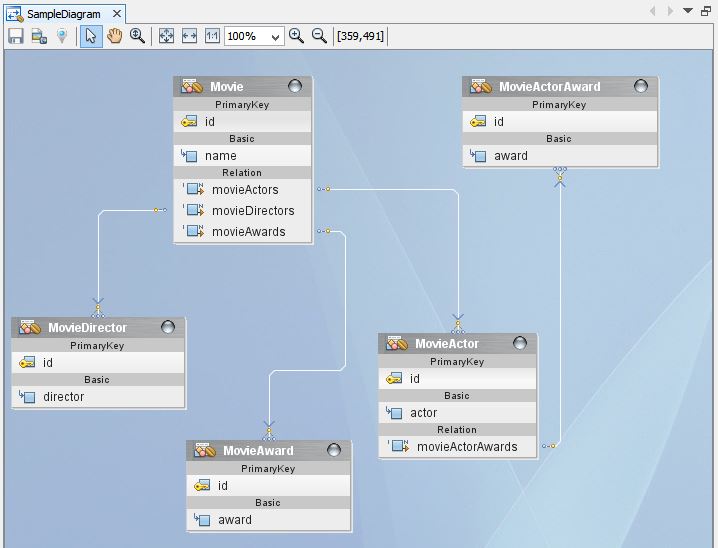 SampleDiagram
100%
[359,491]
Movie
PrimaryKey
id
Basic
name
Relation
movieActors
movieDirectors
movieAwards
MovieActorAward
PrimaryKey
id
Basic
award
MovieDirector
PrimaryKey
id
Basic
director
MovieActor
PrimaryKey
id
Basic
actor
Relation
movieActorAwards
MovieAward
PrimaryKey
id
Basic
award